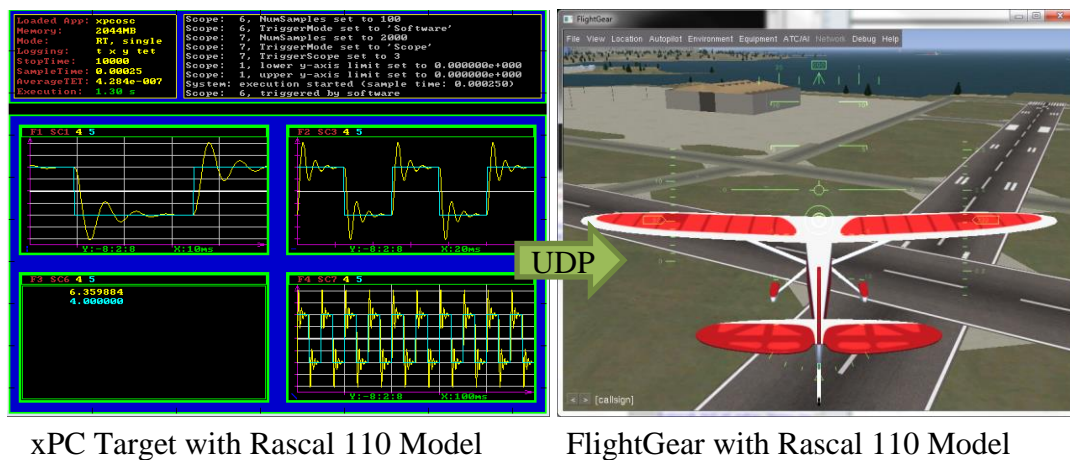 Loaded App: xpcosc
Memory: 2044MB
Mode: RT, single
Logging: t x y tet
StopTime: 10000
SampleTime: 0.00025
AverageTET: 4.284e-007
Execution: 1.30 s
Scope: 6, NumSamples set to 100
Scope: 6, TriggerMode set to 'Software'
Scope: 7, NumSamples set to 2000
Scope: 7, TriggerMode set to 'Scope'
Scope: 7, TriggerScope set to 3
Scope: 1, lower y-axis limit set to 0.000000e+000
Scope: 1, upper y-axis limit set to 0.000000e+000
System: execution started (sample time: 0.000250)
Scope: 6, triggered by software
F1 SC1 4 5
Y:-8:2:8 X:10ms
F2 SC3 4 5
Y:-8:2:8 X:20ms
F3 SC6 4 5
6.359884
4.000000
F4 SC7 4 5
Y:-8:2:8 X:100ms
UDP
FlightGear
File View Location Autopilot Environment Equipment ATC/AI Network Debug Help
[callsign]
xPC Target with Rascal 110 Model
FlightGear with Rascal 110 Model